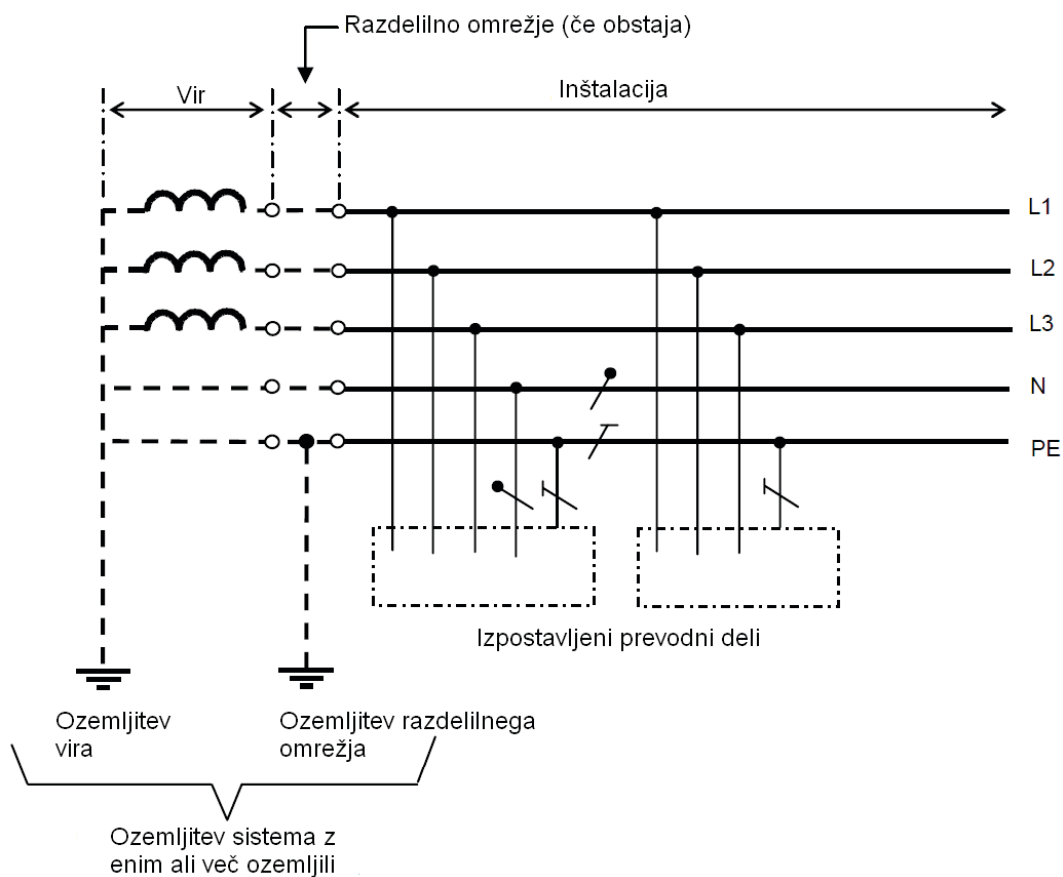 Razdelilno omrežje (če obstaja)
Vir
Inštalacija
L1
L2
L3
N
PE
Izpostavljeni prevodni deli
Ozemljitev
vira
Ozemljitev razdelilnega
omrežja
Ozemljitev sistema z
enim ali več ozemljili